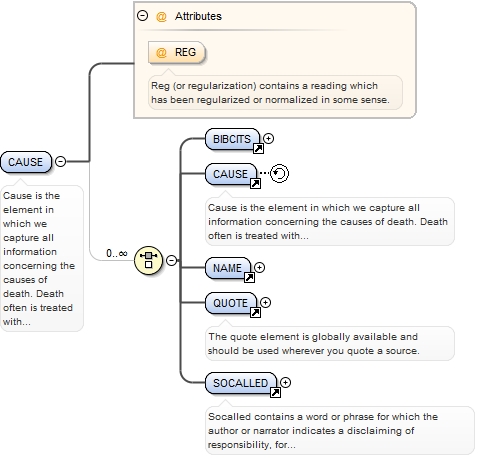 @ Attributes
@ REG
Reg (or regularization) contains a reading which
has been regularized or normalized in some sense.
CAUSE
Cause is the
element in
which we
capture all
information
concerning the
causes of
death. Death
often is treated
with...
0..∞
BIBCITS
CAUSE
Cause is the element in which we capture all
information concerning the causes of death. Death
often is treated with...
NAME
QUOTE
The quote element is globally available and
should be used wherever you quote a source.
SOCALLED
Socalled contains a word or phrase for which the
author or narrator indicates a disclaiming of
responsibility, for...